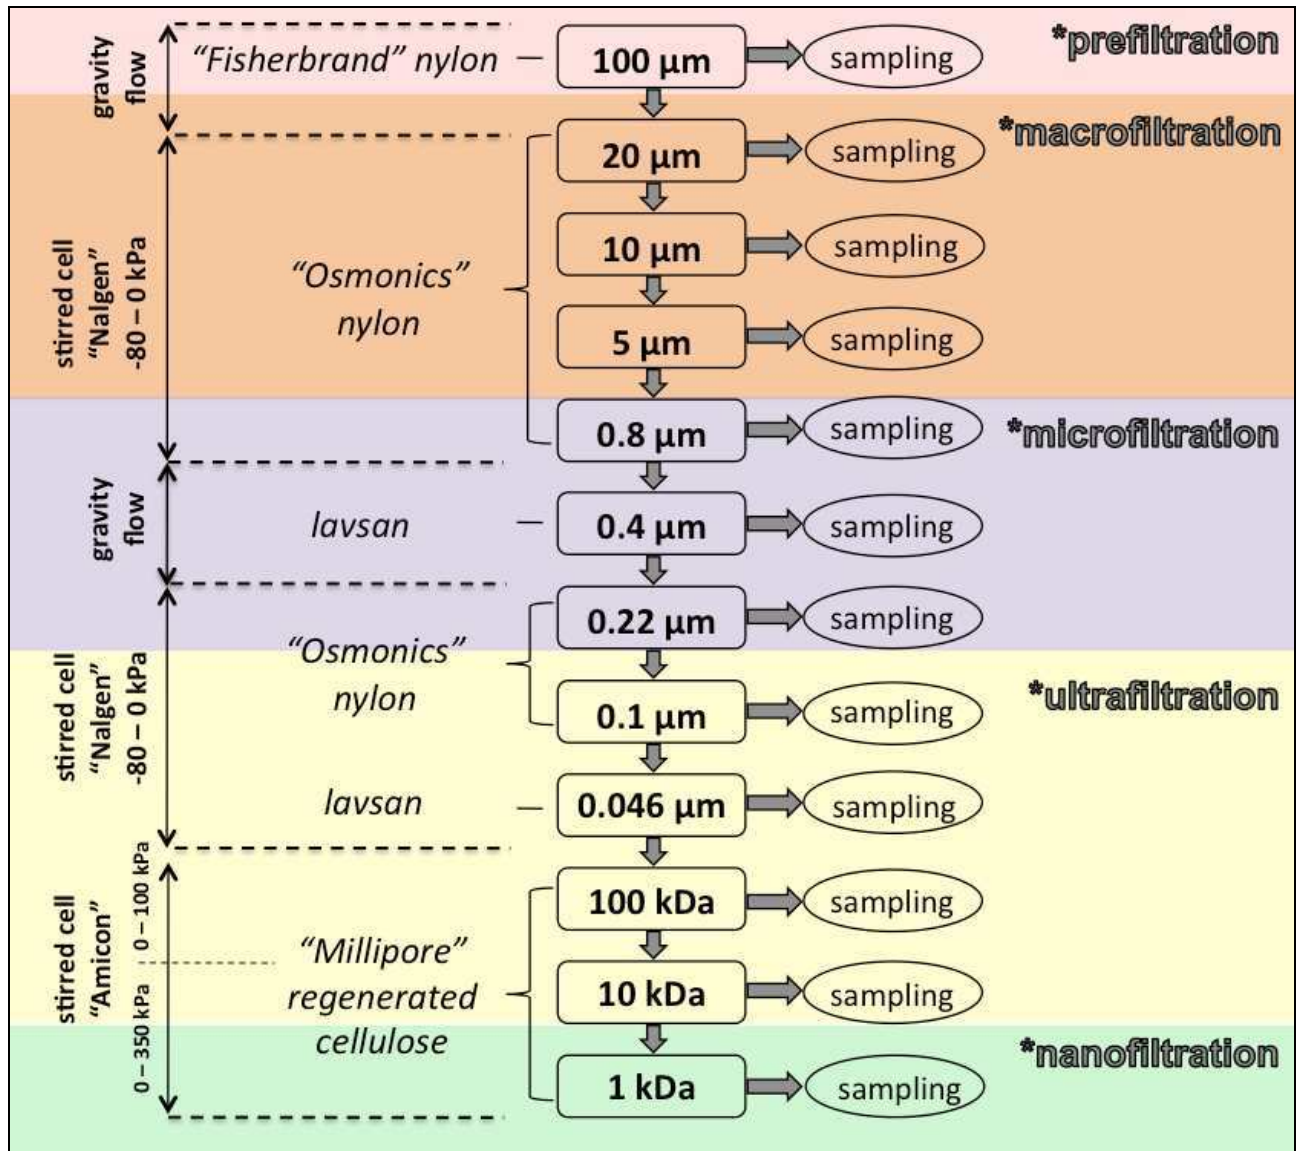 gravity
flow
“Fisherbrand” nylon
100 µm
sampling
*prefiltration
20 µm
sampling
*macrofiltration
stirred cell
“Nalgen”
-80 – 0 kPa
“Osmonics”
nylon
10 µm
sampling
5 µm
sampling
0.8 µm
sampling
*microfiltration
gravity
flow
lavsan
0.4 µm
sampling
0.22 µm
sampling
stirred cell
“Nalgen”
-80 – 0 kPa
“Osmonics”
nylon
0.1 µm
sampling
*ultrafiltration
lavsan
0.046 µm
sampling
stirred cell
“Amicon”
0 – 100 kPa
0 – 350 kPa
“Millipore”
regenerated
cellulose
100 kDa
sampling
10 kDa
sampling
*nanofiltration
1 kDa
sampling